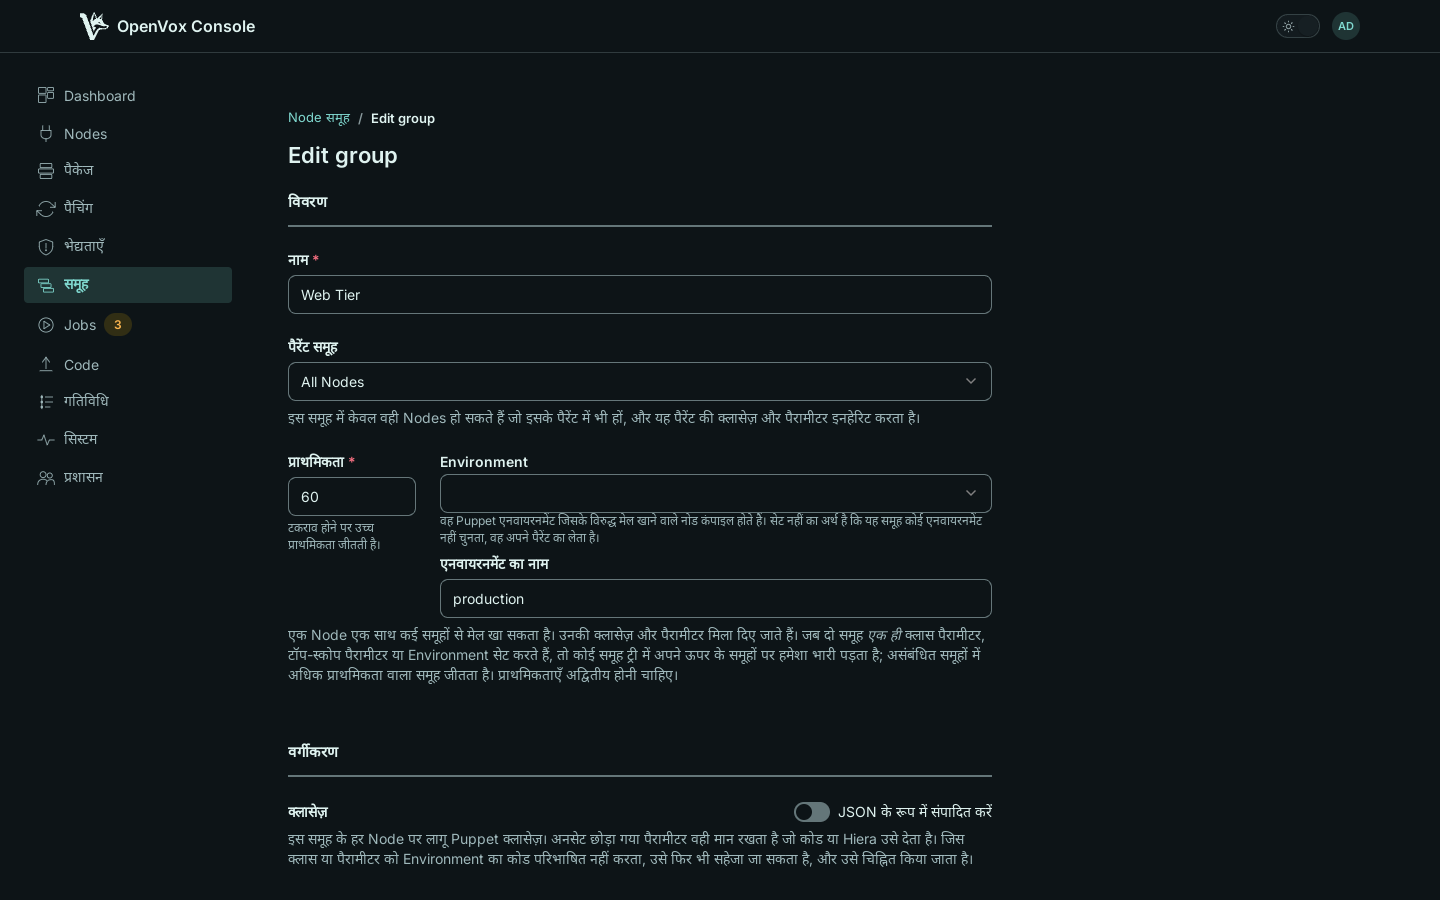 OpenVox Console
AD
Dashboard
Nodes
पैकेज
पैचिंग
भेद्यताएँ
समूह
Jobs 3
Code
गतिविधि
सिस्टम
प्रशासन
Node समूह / Edit group
Edit group
विवरण
नाम *
Web Tier
पैरेंट समूह
All Nodes
इस समूह में केवल वही Nodes हो सकते हैं जो इसके पैरेंट में भी हों, और यह पैरेंट की क्लासेज़ और पैरामीटर इनहेरिट करता है।
प्राथमिकता *
60
टकराव होने पर उच्च
प्राथमिकता जीतती है।
Environment
वह Puppet एनवायरनमेंट जिसके विरुद्ध मेल खाने वाले नोड कंपाइल होते हैं। सेट नहीं का अर्थ है कि यह समूह कोई एनवायरनमेंट
नहीं चुनता, वह अपने पैरेंट का लेता है।
एनवायरनमेंट का नाम
production
एक Node एक साथ कई समूहों से मेल खा सकता है। उनकी क्लासेज़ और पैरामीटर मिला दिए जाते हैं। जब दो समूह एक ही क्लास पैरामीटर,
टॉप-स्कोप पैरामीटर या Environment सेट करते हैं, तो कोई समूह ट्री में अपने ऊपर के समूहों पर हमेशा भारी पड़ता है; असंबंधित समूहों में
अधिक प्राथमिकता वाला समूह जीतता है। प्राथमिकताएँ अद्वितीय होनी चाहिए।
वर्गीकरण
क्लासेज़
JSON के रूप में संपादित करें
इस समूह के हर Node पर लागू Puppet क्लासेज़। अनसेट छोड़ा गया पैरामीटर वही मान रखता है जो कोड या Hiera उसे देता है। जिस
क्लास या पैरामीटर को Environment का कोड परिभाषित नहीं करता, उसे फिर भी सहेजा जा सकता है, और उसे चिह्नित किया जाता है।